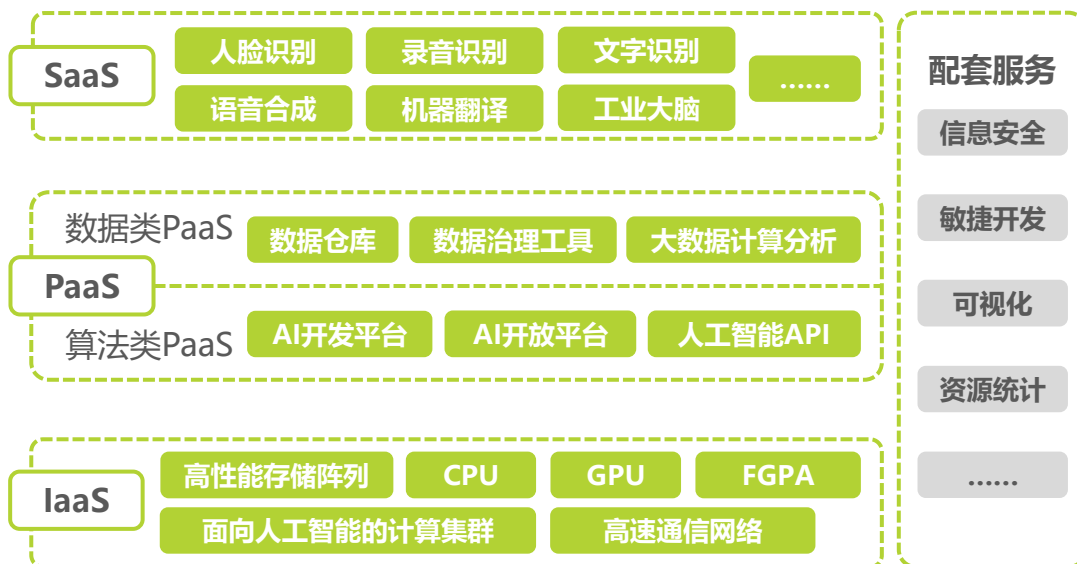 SaaS
人脸识别
录音识别
文字识别
......
语音合成
机器翻译
工业大脑
PaaS
数据类PaaS
数据仓库
数据治理工具
大数据计算分析
算法类PaaS
AI开发平台
AI开放平台
人工智能API
IaaS
高性能存储阵列
CPU
GPU
FGPA
面向人工智能的计算集群
高速通信网络
配套服务
信息安全
敏捷开发
可视化
资源统计
......